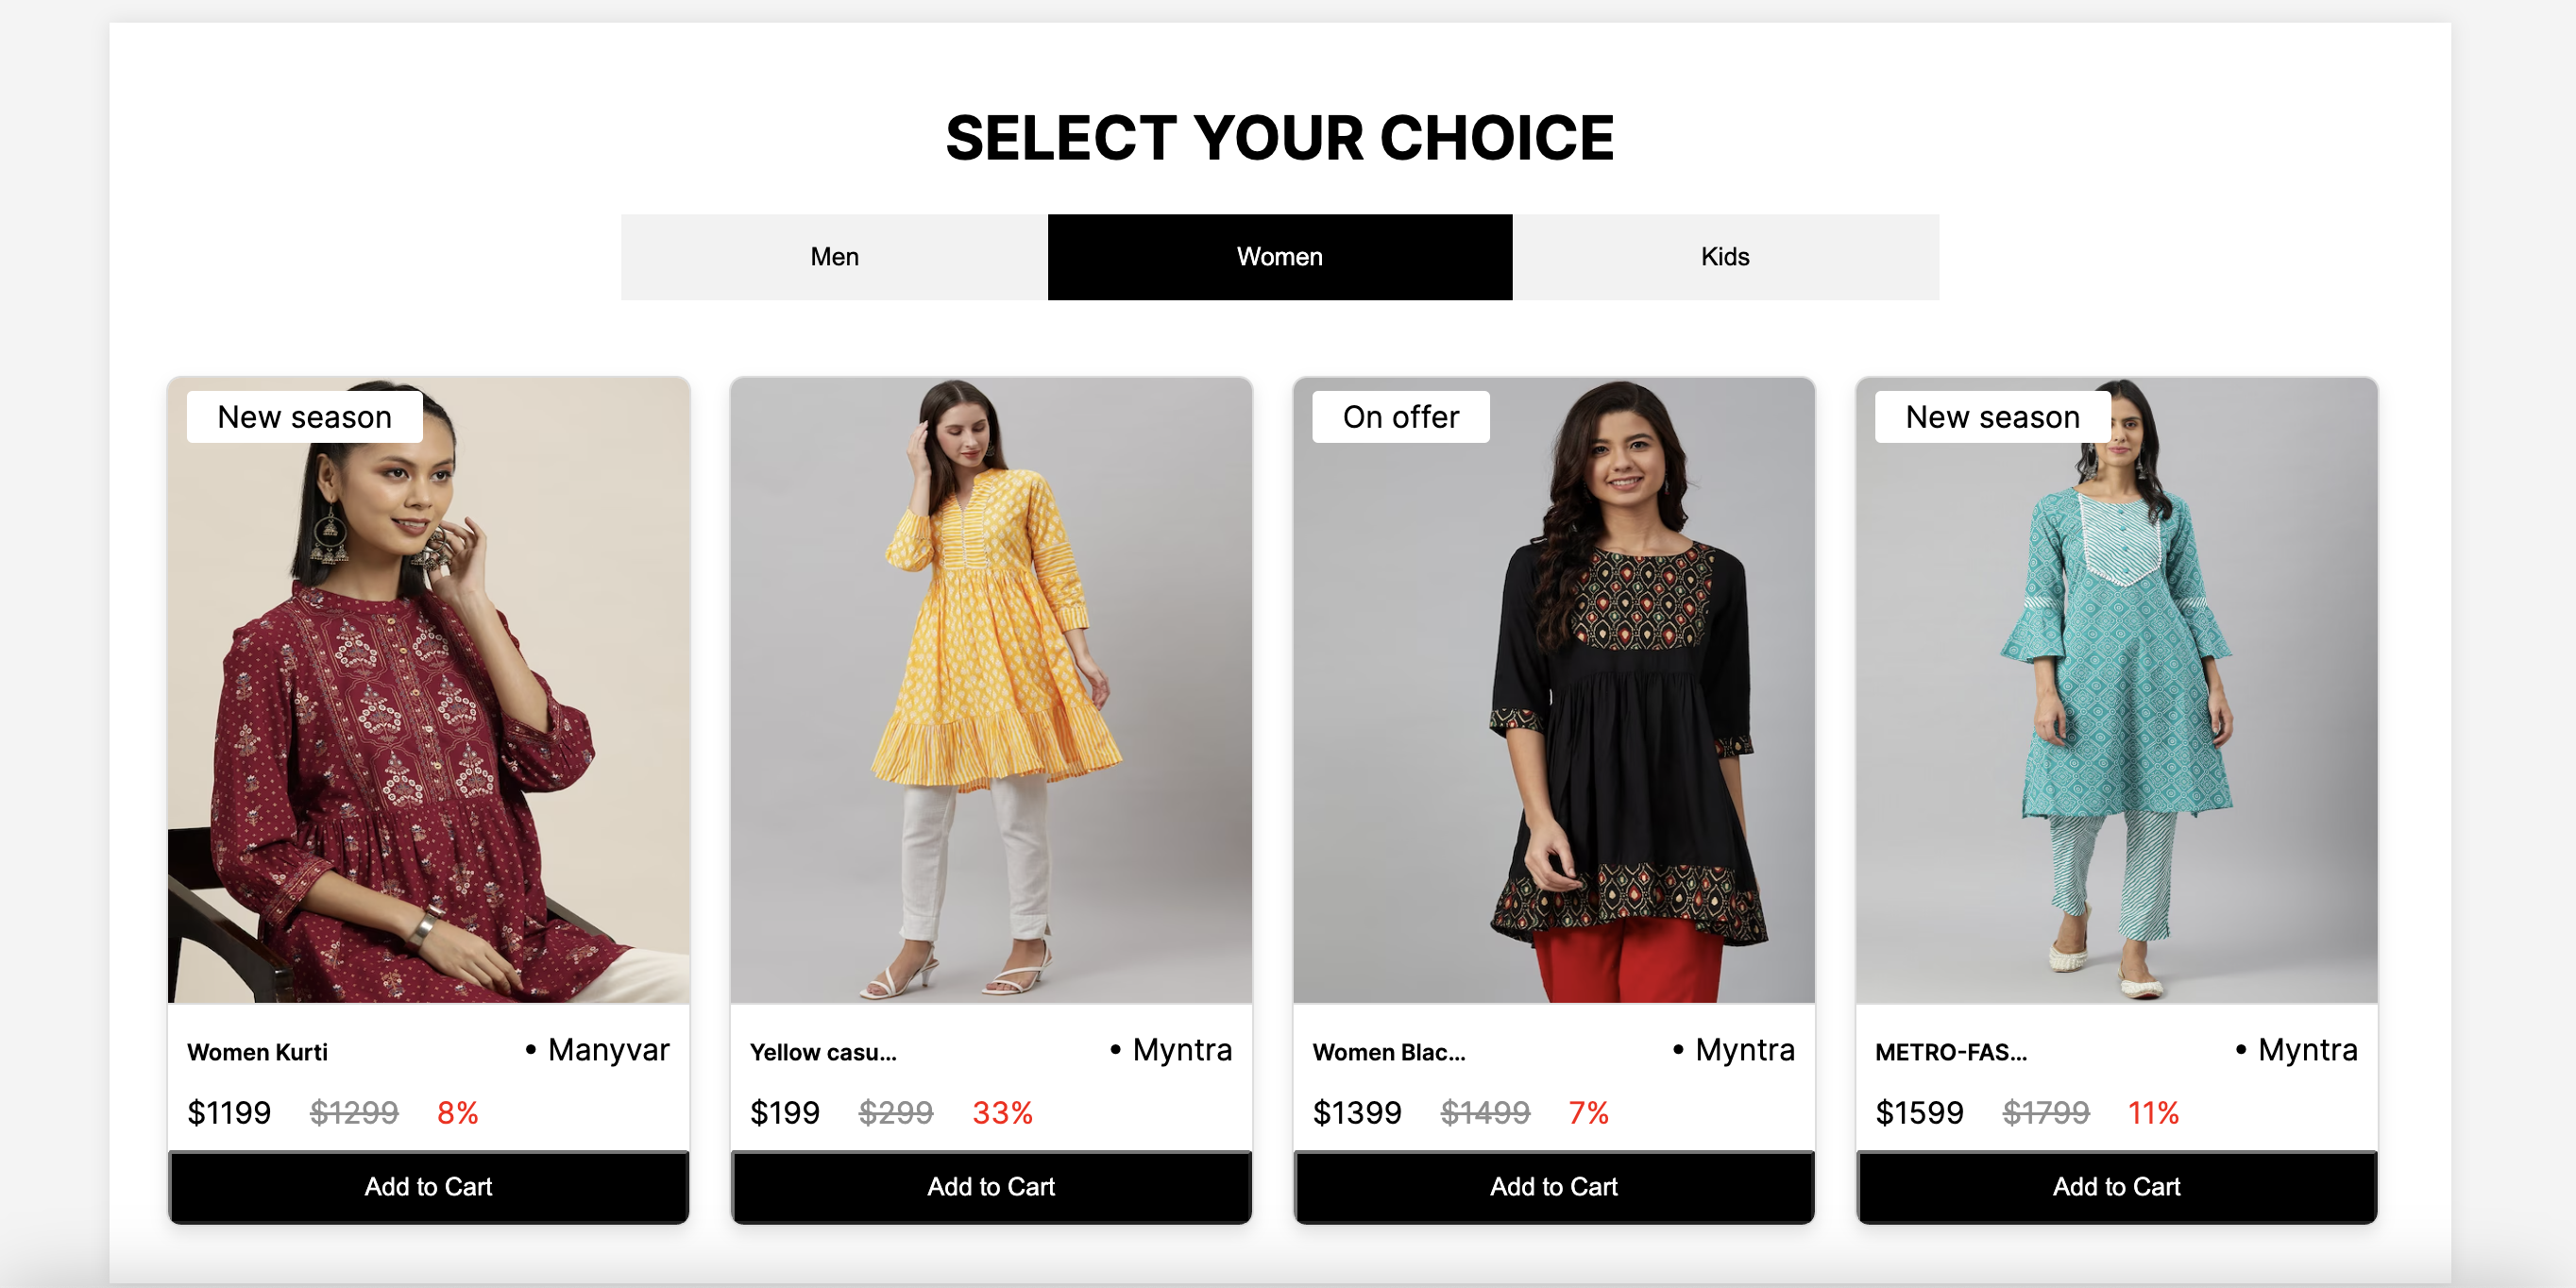 SELECT YOUR CHOICE
Men Women Kids
New season
On offer
New season
Women Kurti • Manyvar
$1199 $1299 8%
Add to Cart
Yellow casu... • Myntra
$199 $299 33%
Add to Cart
Women Blac... • Myntra
$1399 $1499 7%
Add to Cart
METRO-FAS... • Myntra
$1599 $1799 11%
Add to Cart